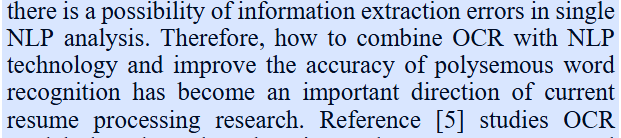 there is a possibility of information extraction errors in single
NLP analysis. Therefore, how to combine OCR with NLP
technology and improve the accuracy of polysemous word
recognition has become an important direction of current
resume processing research. Reference [5] studies OCR